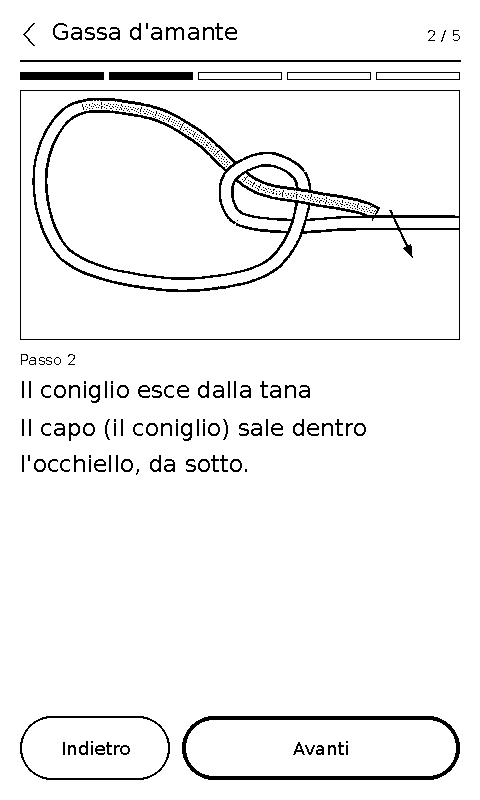 Gassa d'amante
2 / 5
Passo 2
Il coniglio esce dalla tana
Il capo (il coniglio) sale dentro
l'occhiello, da sotto.
Indietro
Avanti